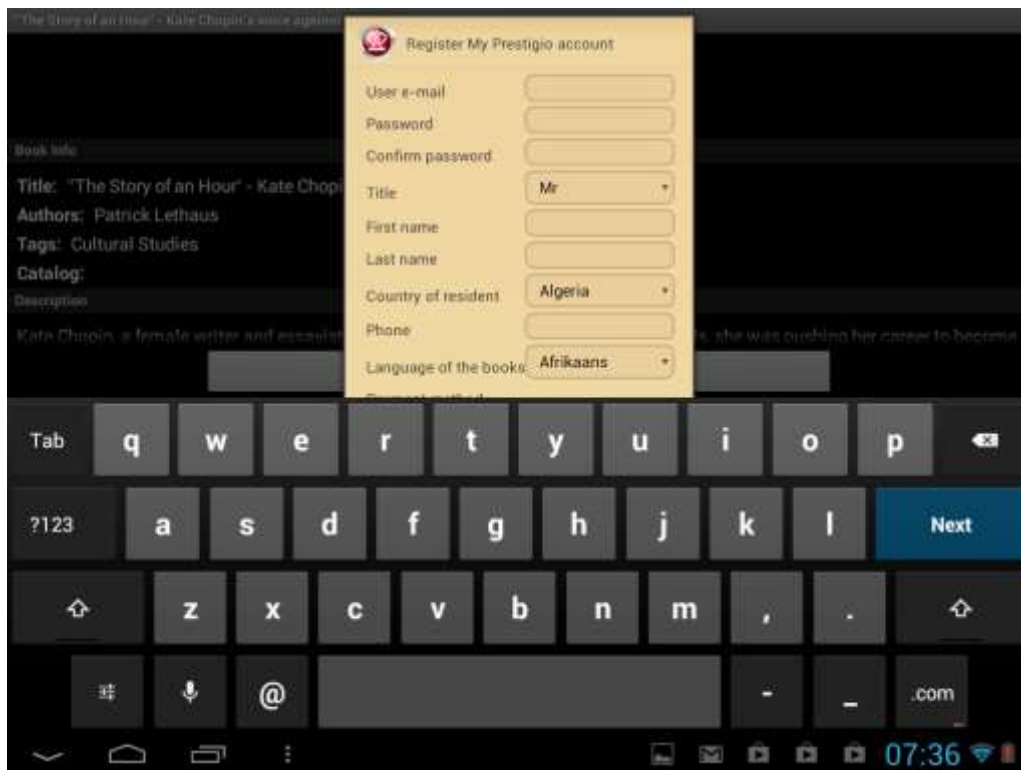 "The Story of an Hour" - Kate Chopin's voice against
Register My Prestigio account
User e-mail
Password
Confirm password
Title Mr
First name
Last name
Country of resident Algeria
Phone
Language of the books Afrikaans
Payment method
Book Info
Title: "The Story of an Hour" - Kate Chopi
Authors: Patrick Lethaus
Tags: Cultural Studies
Catalog:
Description
Kate Chopin, a female writer and essayist s, she was pushing her career to become
Tab q w e r t y u i o p
?123 a s d f g h j k l Next
z x c v b n m , .
@ - _ .com
07:36